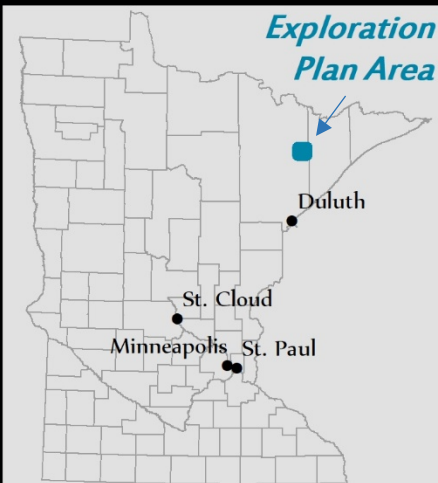 Exploration
Plan Area
Duluth
St. Cloud
Minneapolis
St. Paul